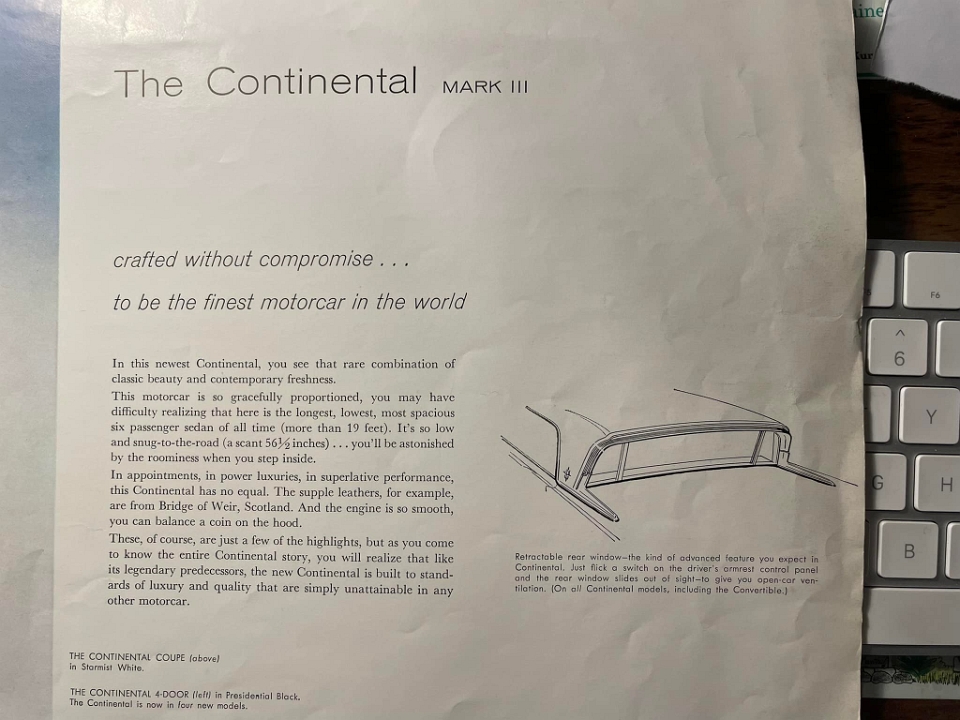 The Continental MARK III
crafted without compromise . . .
to be the finest motorcar in the world
In this newest Continental, you see that rare combination of
classic beauty and contemporary freshness.
This motorcar is so gracefully proportioned, you may have
difficulty realizing that here is the longest, lowest, most spacious
six passenger sedan of all time (more than 19 feet). It's so low
and snug-to-the-road (a scant 56½ inches) . . . you'll be astonished
by the roominess when you step inside.
In appointments, in power luxuries, in superlative performance,
this Continental has no equal. The supple leathers, for example,
are from Bridge of Weir, Scotland. And the engine is so smooth,
you can balance a coin on the hood.
These, of course, are just a few of the highlights, but as you come
to know the entire Continental story, you will realize that like
its legendary predecessors, the new Continental is built to stand-
ards of luxury and quality that are simply unattainable in any
other motorcar.
Retractable rear window—the kind of advanced feature you expect in
Continental. Just flick a switch on the driver's armrest control panel
and the rear window slides out of sight—to give you open-car ven-
tilation. (On all Continental models, including the Convertible.)
THE CONTINENTAL COUPE (above)
in Starmist White.
THE CONTINENTAL 4-DOOR (left) in Presidential Black.
The Continental is now in four new models.
F6
^
6
Y
G
H
B